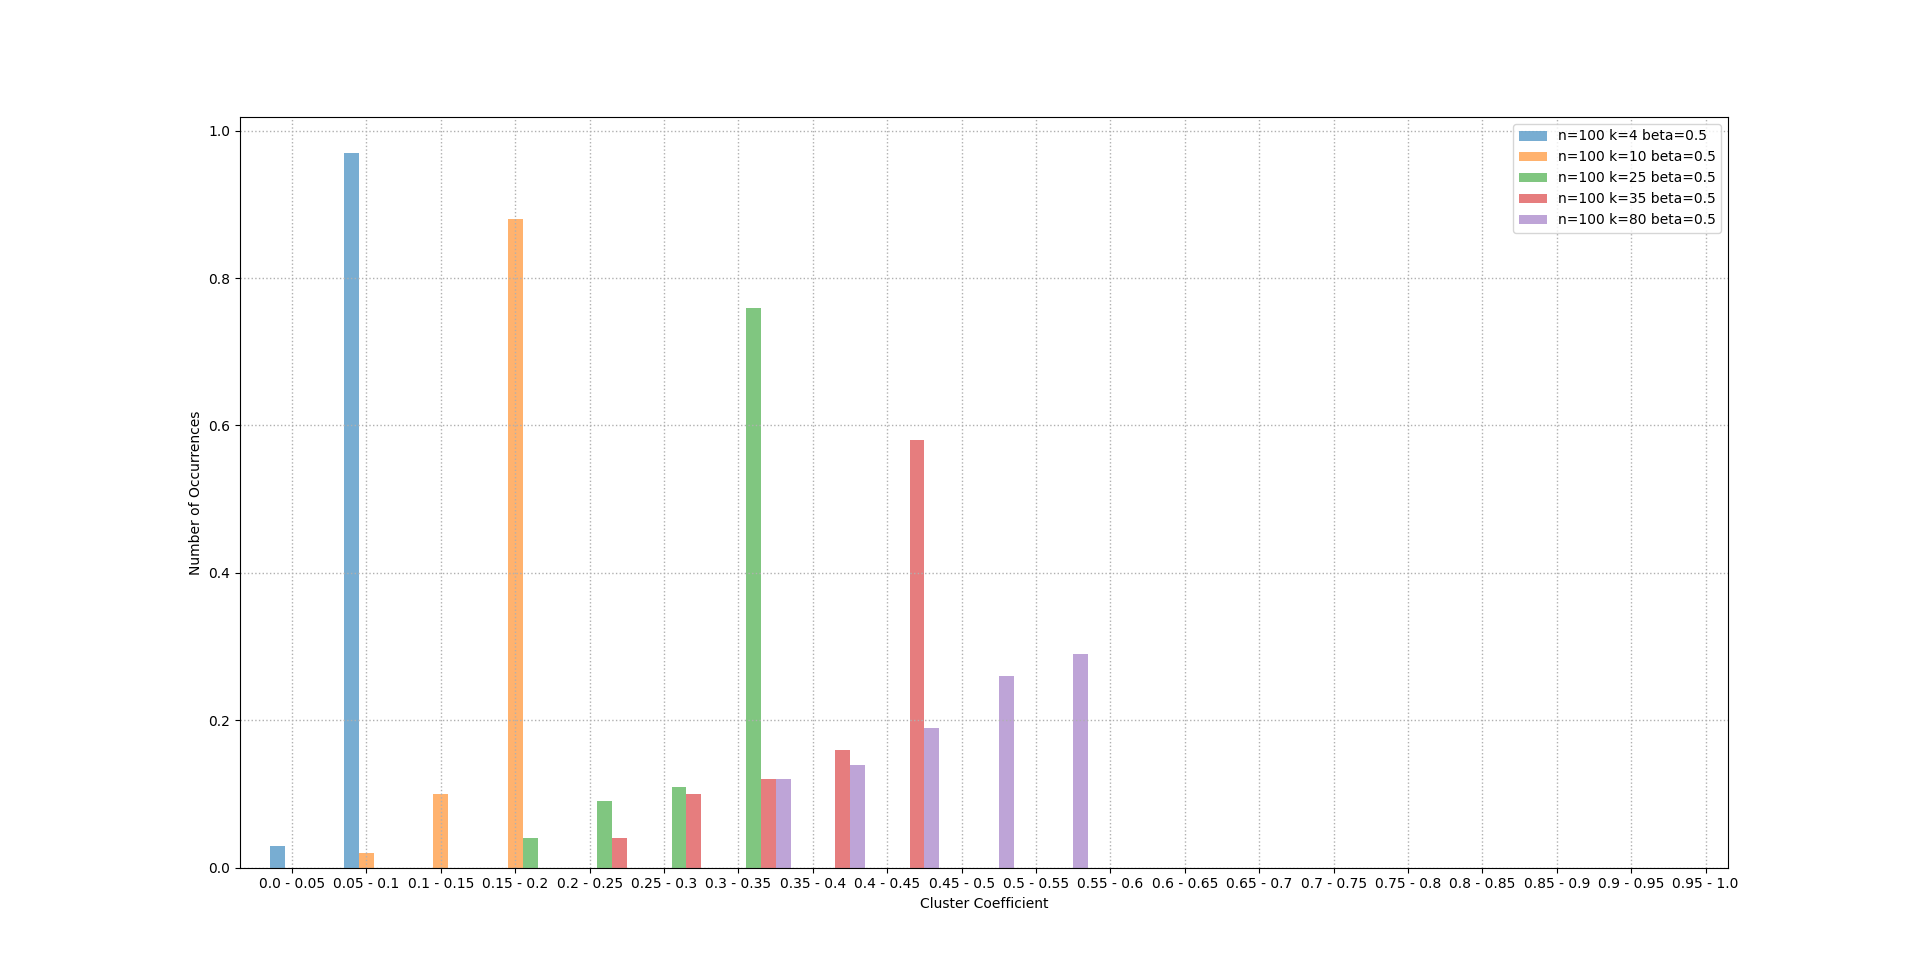 n=100 k=4 beta=0.5
n=100 k=10 beta=0.5
n=100 k=25 beta=0.5
n=100 k=35 beta=0.5
n=100 k=80 beta=0.5
1.0
0.8
0.6
0.4
0.2
0.0
Number of Occurrences
0.0 - 0.05 0.05 - 0.1 0.1 - 0.15 0.15 - 0.2 0.2 - 0.25 0.25 - 0.3 0.3 - 0.35 0.35 - 0.4 0.4 - 0.45 0.45 - 0.5 0.5 - 0.55 0.55 - 0.6 0.6 - 0.65 0.65 - 0.7 0.7 - 0.75 0.75 - 0.8 0.8 - 0.85 0.85 - 0.9 0.9 - 0.95 0.95 - 1.0
Cluster Coefficient